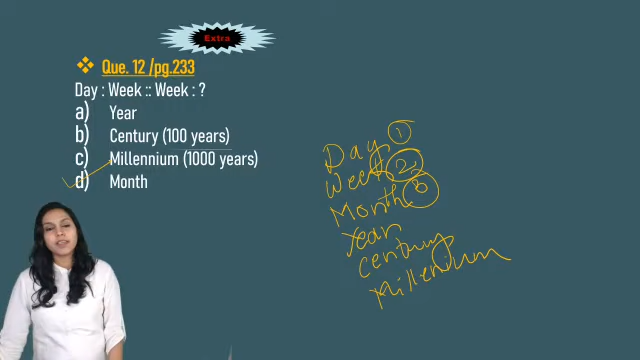 Extra
Que. 12 /pg.233
Day : Week :: Week : ?
a) Year
b) Century (100 years)
c) Millennium (1000 years)
d) Month
Day 1
Week 2
Month 3
Year
Century
Millenium